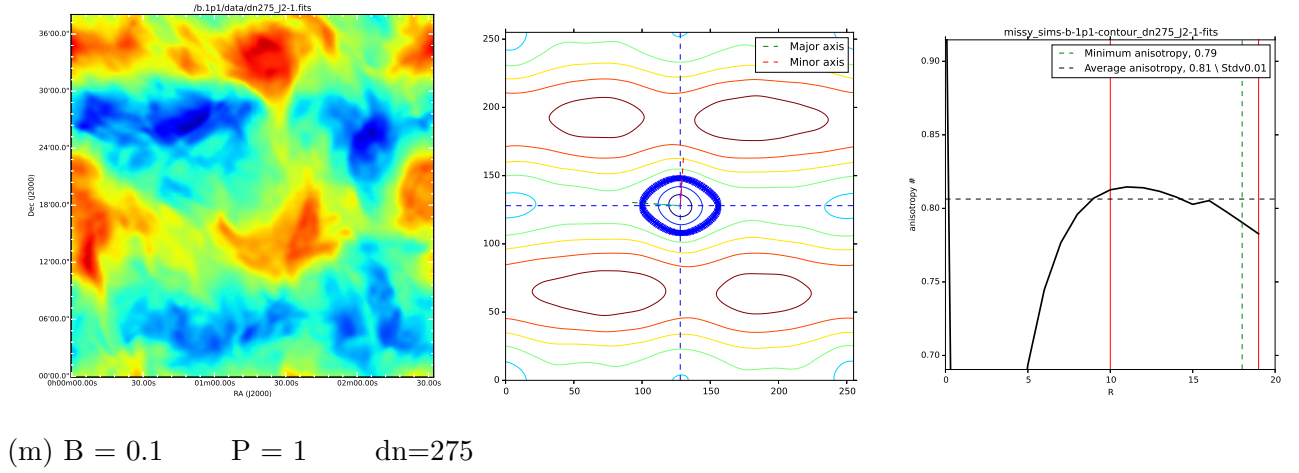 /b.1p1/data/dn275_J2-1.fits
36'00.0"
30'00.0"
24'00.0"
18'00.0"
12'00.0"
06'00.0"
00°00'00.0"
Dec (J2000)
0h00m00.00s 30.00s 01m00.00s 30.00s 02m00.00s 30.00s
RA (J2000)
Major axis
Minor axis
250
200
150
100
50
0
0 50 100 150 200 250
missy_sims-b-1p1-contour_dn275_J2-1-fits
Minimum anisotropy, 0.79
Average anisotropy, 0.81 \ Stdv0.01
0.90
0.85
0.80
0.75
0.70
anisotropy #
0 5 10 15 20
R
(m) B = 0.1 P = 1 dn=275